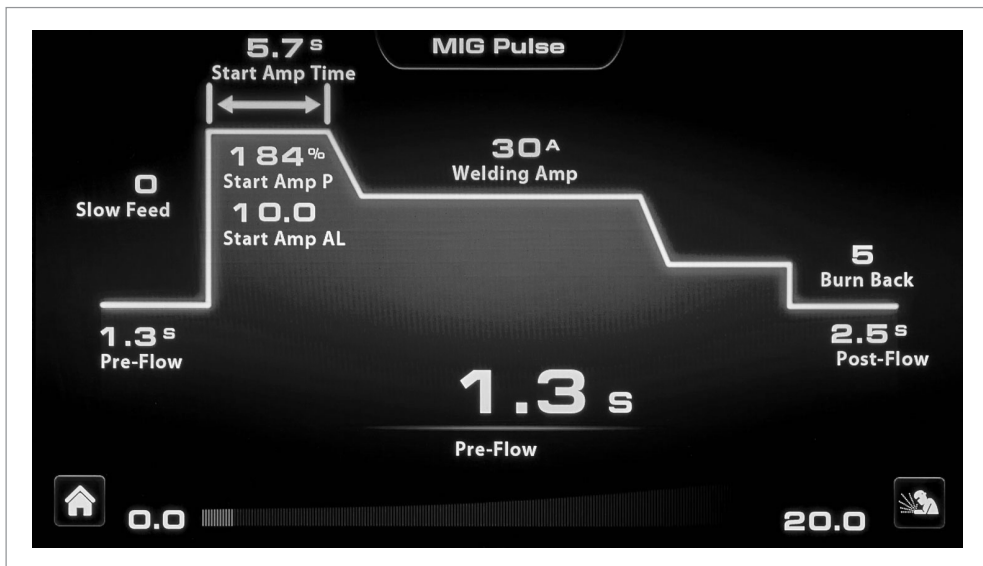 5.7 s
Start Amp Time
MIG Pulse
184%
Start Amp P
10.0
Start Amp AL
30 A
Welding Amp
0
Slow Feed
5
Burn Back
1.3 s
Pre-Flow
2.5 s
Post-Flow
1.3 s
Pre-Flow
0.0
20.0